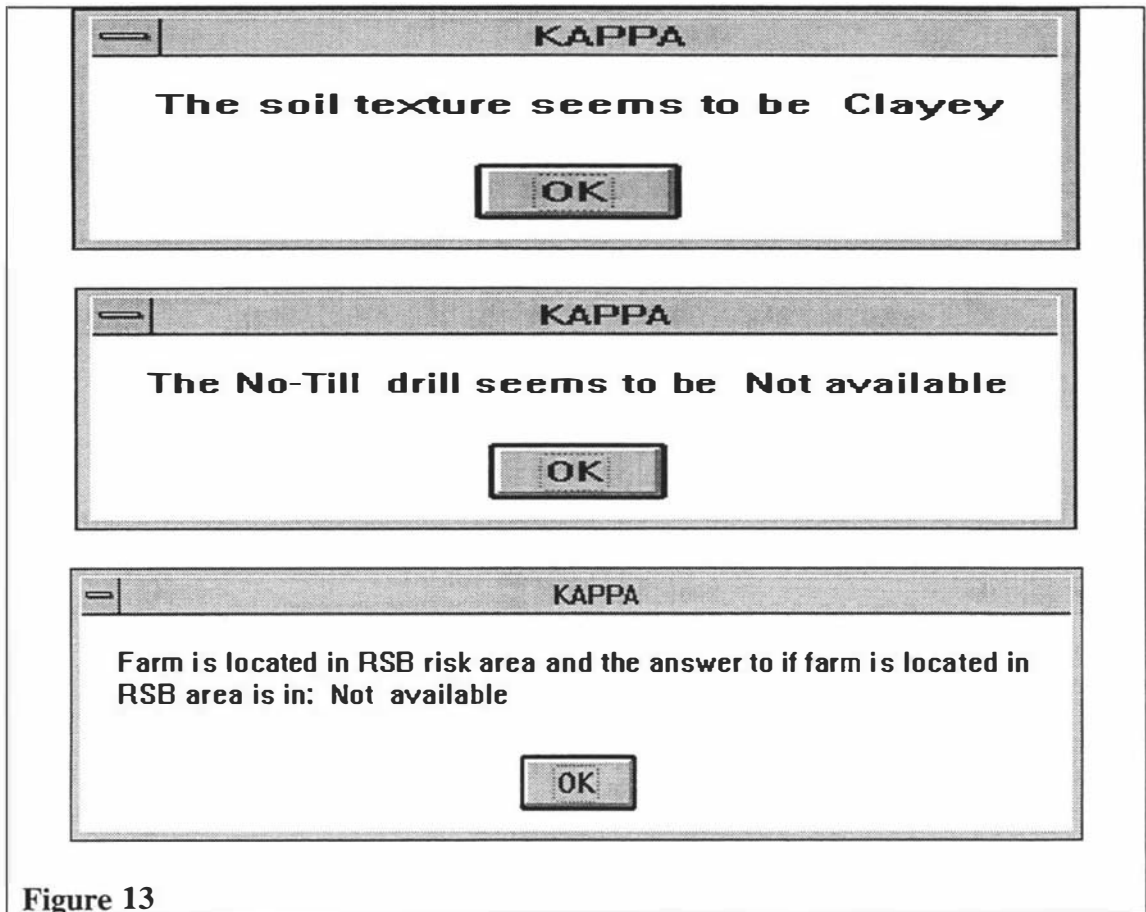 KAPPA
The soil texture seems to be Clayey
OK
KAPPA
The No-Till drill seems to be Not available
OK
KAPPA
Farm is located in RSB risk area and the answer to if farm is located in
RSB area is in: Not available
OK
Figure 13